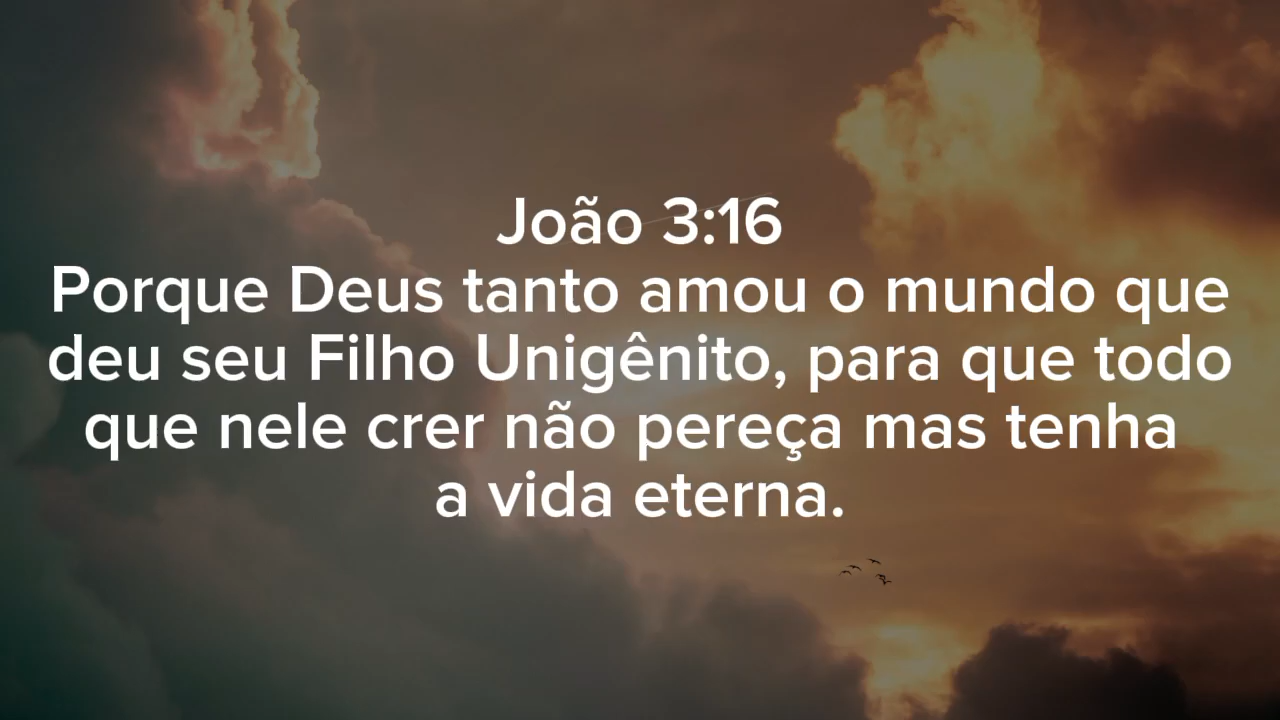 João 3:16
Porque Deus tanto amou o mundo que
deu seu Filho Unigênito, para que todo
que nele crer não pereça mas tenha
a vida eterna.